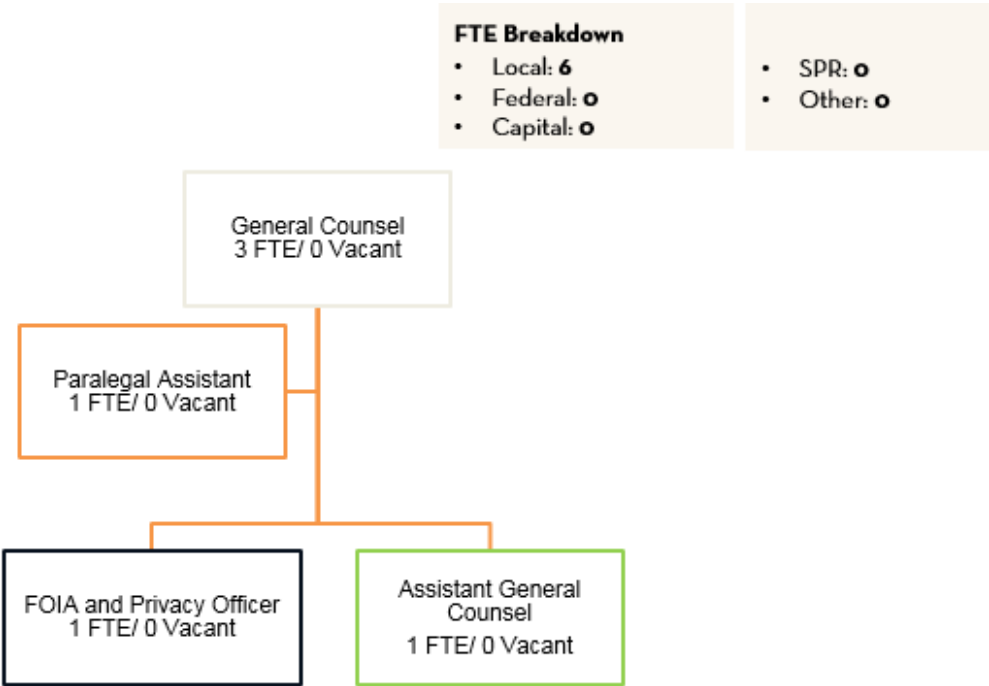 FTE Breakdown
• Local: 6
• Federal: 0
• Capital: 0
• SPR: 0
• Other: 0
General Counsel
3 FTE/ 0 Vacant
Paralegal Assistant
1 FTE/ 0 Vacant
FOIA and Privacy Officer
1 FTE/ 0 Vacant
Assistant General
Counsel
1 FTE/ 0 Vacant